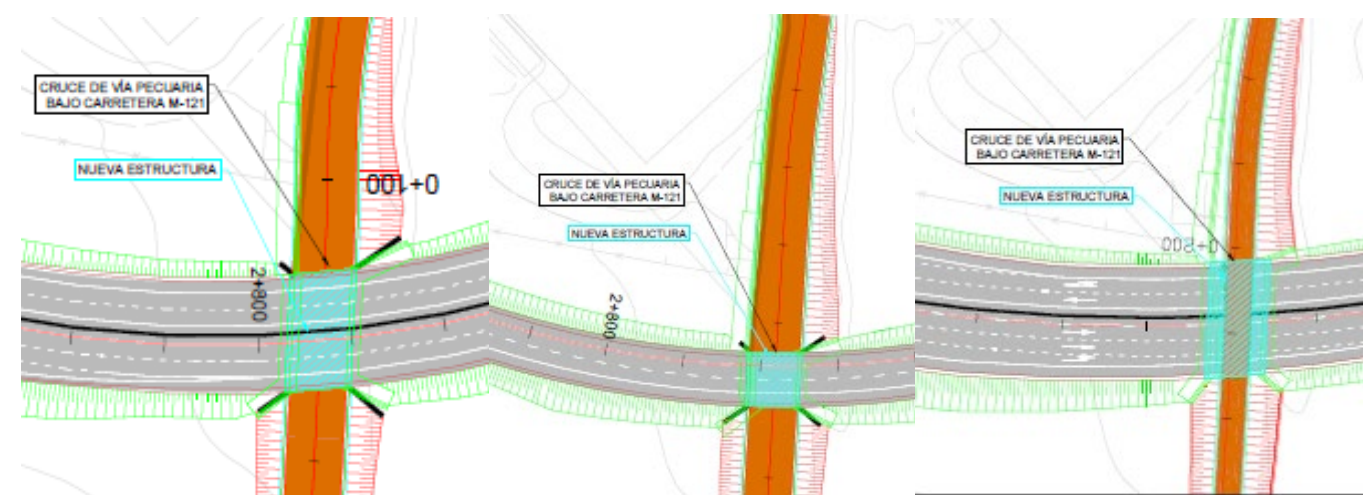 CRUCE DE VÍA PECUARIA
BAJO CARRETERA M-121
NUEVA ESTRUCTURA
0+100
2+800
CRUCE DE VÍA PECUARIA
BAJO CARRETERA M-121
NUEVA ESTRUCTURA
2+800
CRUCE DE VÍA PECUARIA
BAJO CARRETERA M-121
NUEVA ESTRUCTURA